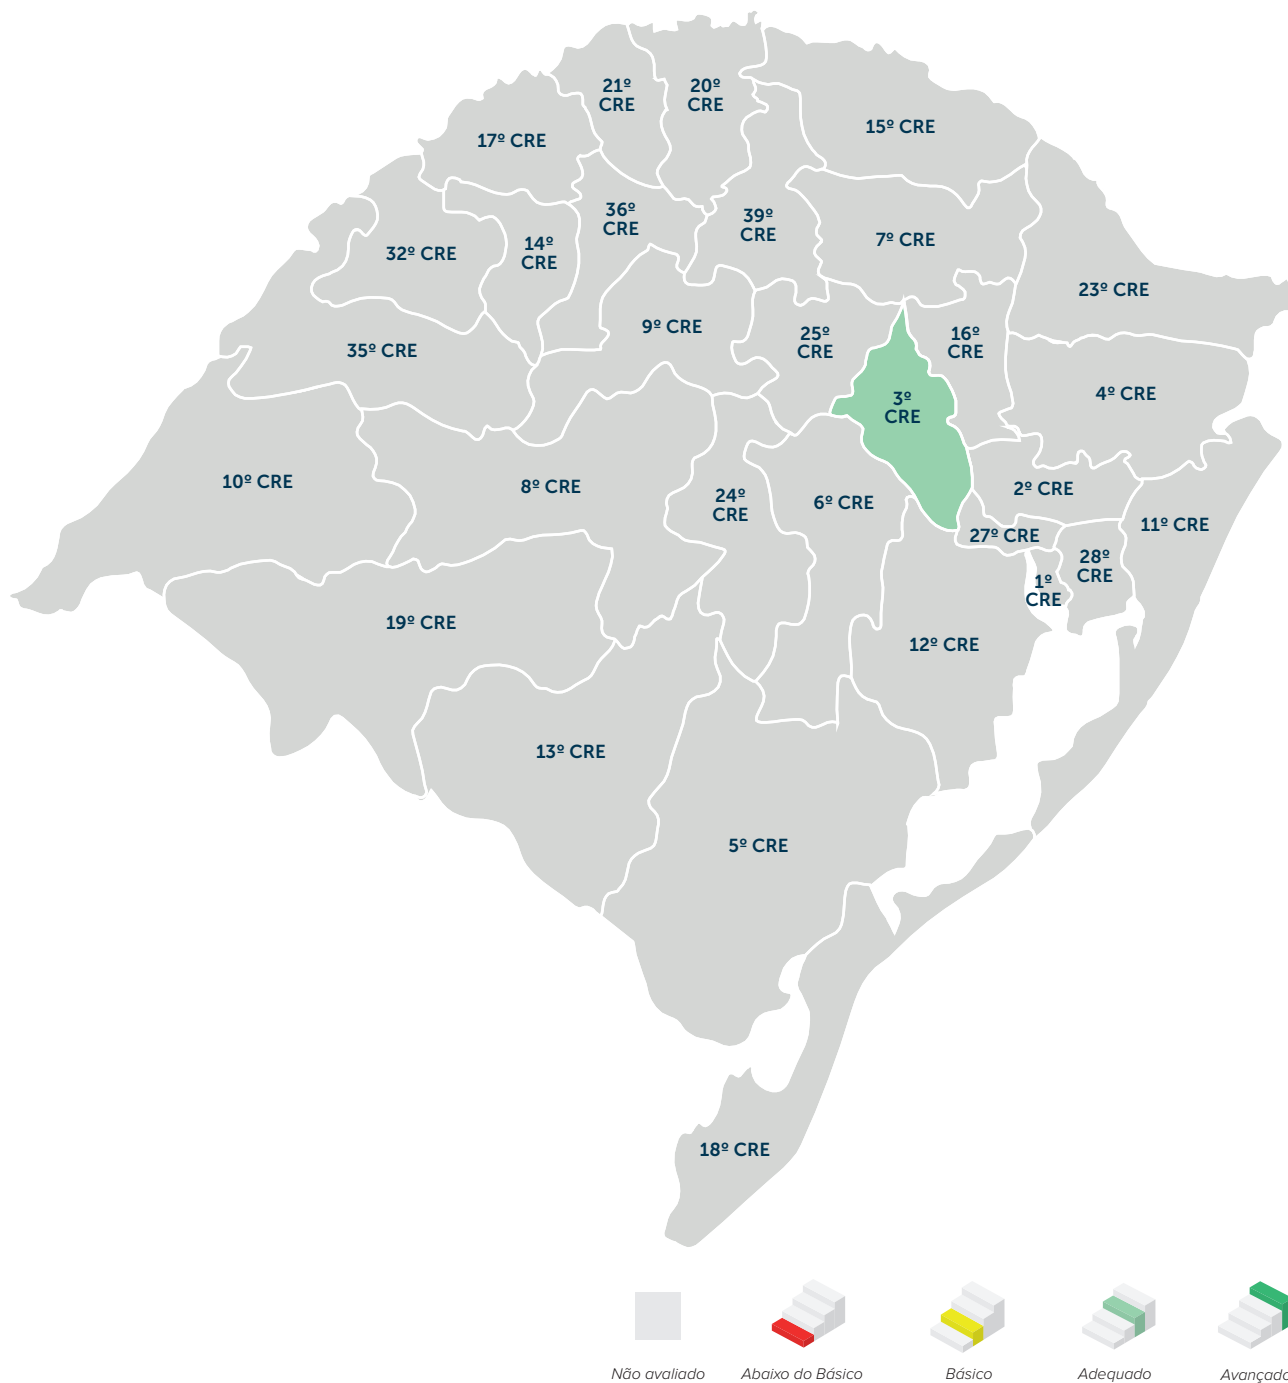 21º
CRE
20º
CRE
15º CRE
17º CRE
36º
CRE
39º
CRE
14º
CRE
7º CRE
32º CRE
23º CRE
9º CRE
25º
CRE
16º
CRE
35º CRE
4º CRE
3º
CRE
10º CRE
8º CRE
24º
CRE
6º CRE
2º CRE
11º CRE
27º CRE
28º
CRE
1º
CRE
19º CRE
12º CRE
13º CRE
5º CRE
18º CRE
Não avaliado
Abaixo do Básico
Básico
Adequado
Avançado